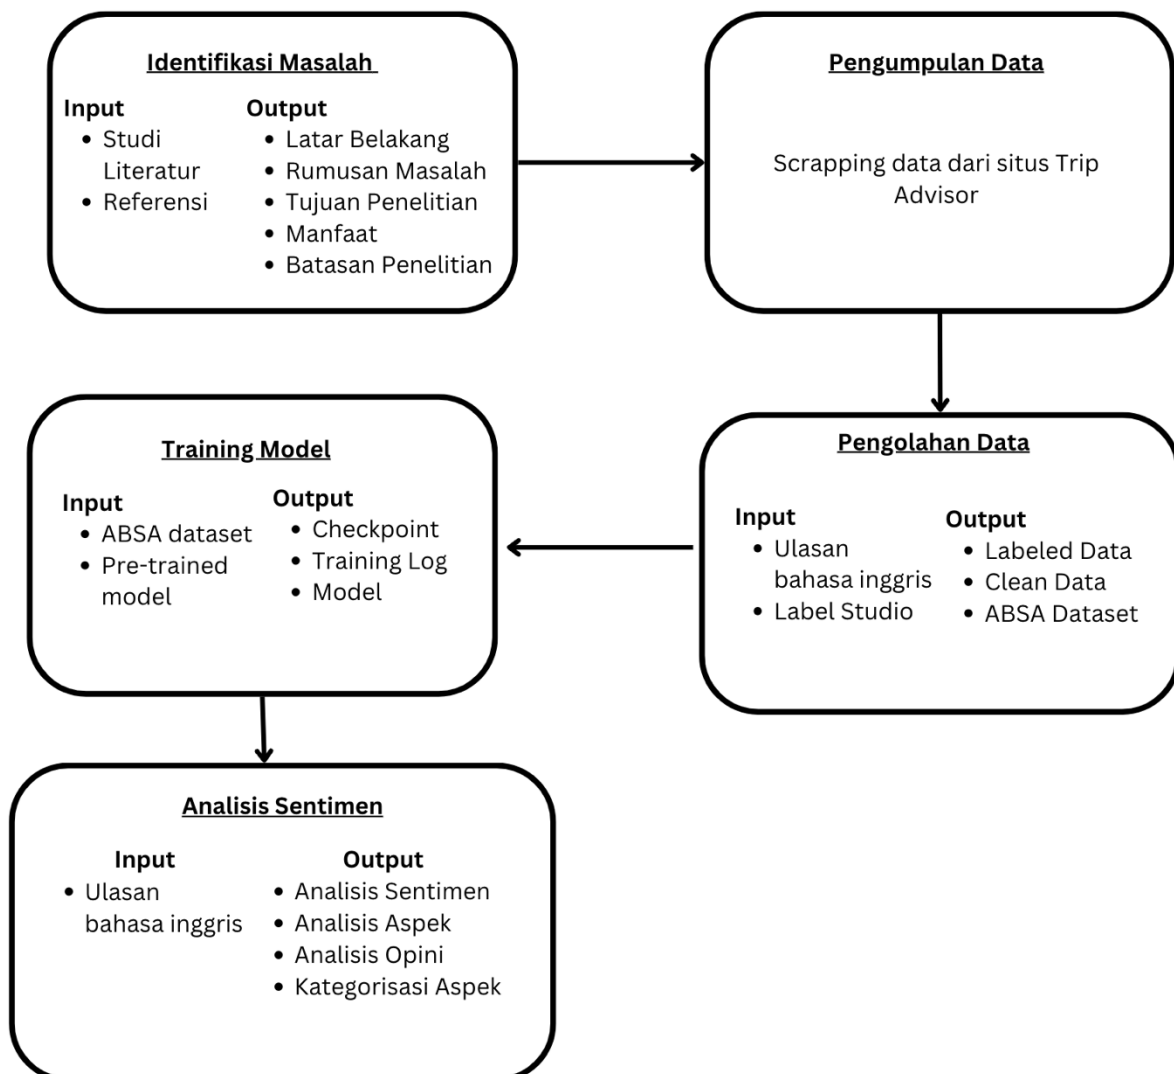 Identifikasi Masalah
Input
• Studi
Literatur
• Referensi
Output
• Latar Belakang
• Rumusan Masalah
• Tujuan Penelitian
• Manfaat
• Batasan Penelitian
Pengumpulan Data
Scrapping data dari situs Trip
Advisor
Pengolahan Data
Input
• Ulasan
bahasa inggris
• Label Studio
Output
• Labeled Data
• Clean Data
• ABSA Dataset
Training Model
Input
• ABSA dataset
• Pre-trained
model
Output
• Checkpoint
• Training Log
• Model
Analisis Sentimen
Input
• Ulasan
bahasa inggris
Output
• Analisis Sentimen
• Analisis Aspek
• Analisis Opini
• Kategorisasi Aspek